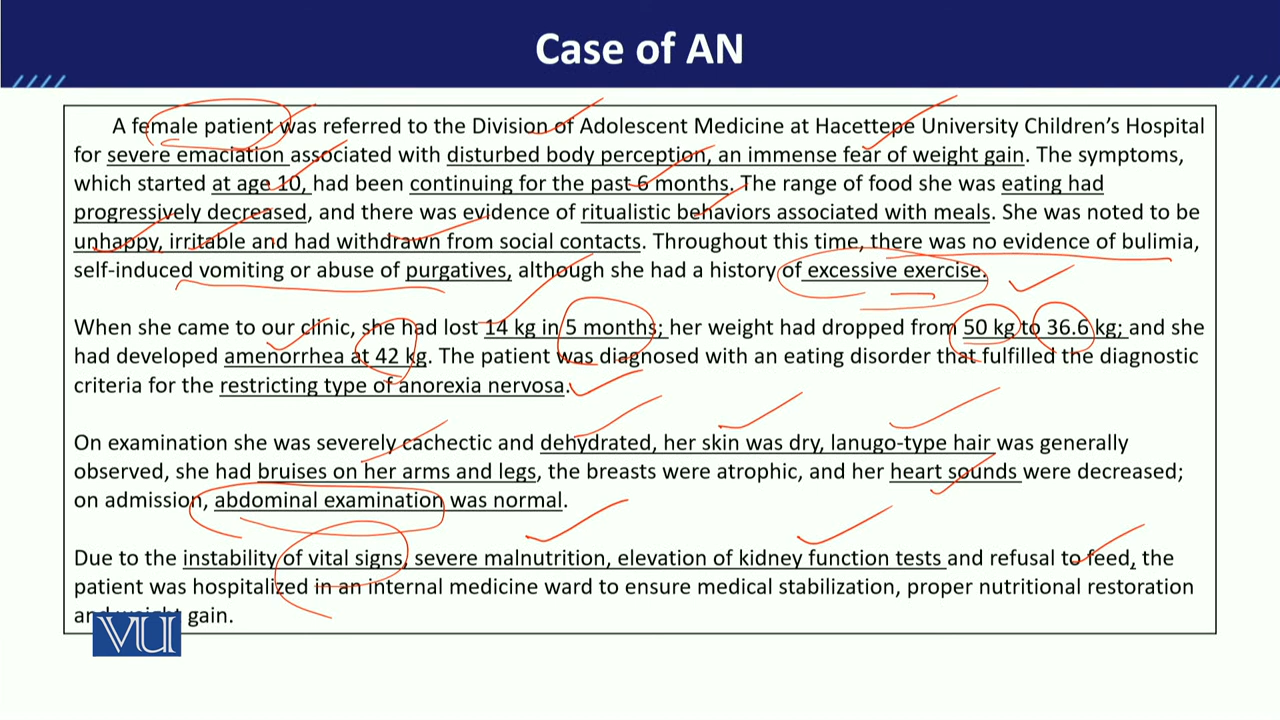 Case of AN
A female patient was referred to the Division of Adolescent Medicine at Hacettepe University Children's Hospital
for severe emaciation associated with disturbed body perception, an immense fear of weight gain. The symptoms,
which started at age 10, had been continuing for the past 6 months. The range of food she was eating had
progressively decreased, and there was evidence of ritualistic behaviors associated with meals. She was noted to be
unhappy, irritable and had withdrawn from social contacts. Throughout this time, there was no evidence of bulimia,
self-induced vomiting or abuse of purgatives, although she had a history of excessive exercise.
When she came to our clinic, she had lost 14 kg in 5 months; her weight had dropped from 50 kg to 36.6 kg; and she
had developed amenorrhea at 42 kg. The patient was diagnosed with an eating disorder that fulfilled the diagnostic
criteria for the restricting type of anorexia nervosa.
On examination she was severely cachectic and dehydrated, her skin was dry, lanugo-type hair was generally
observed, she had bruises on her arms and legs, the breasts were atrophic, and her heart sounds were decreased;
on admission, abdominal examination was normal.
Due to the instability of vital signs, severe malnutrition, elevation of kidney function tests and refusal to feed, the
patient was hospitalized in an internal medicine ward to ensure medical stabilization, proper nutritional restoration
gain.
VU